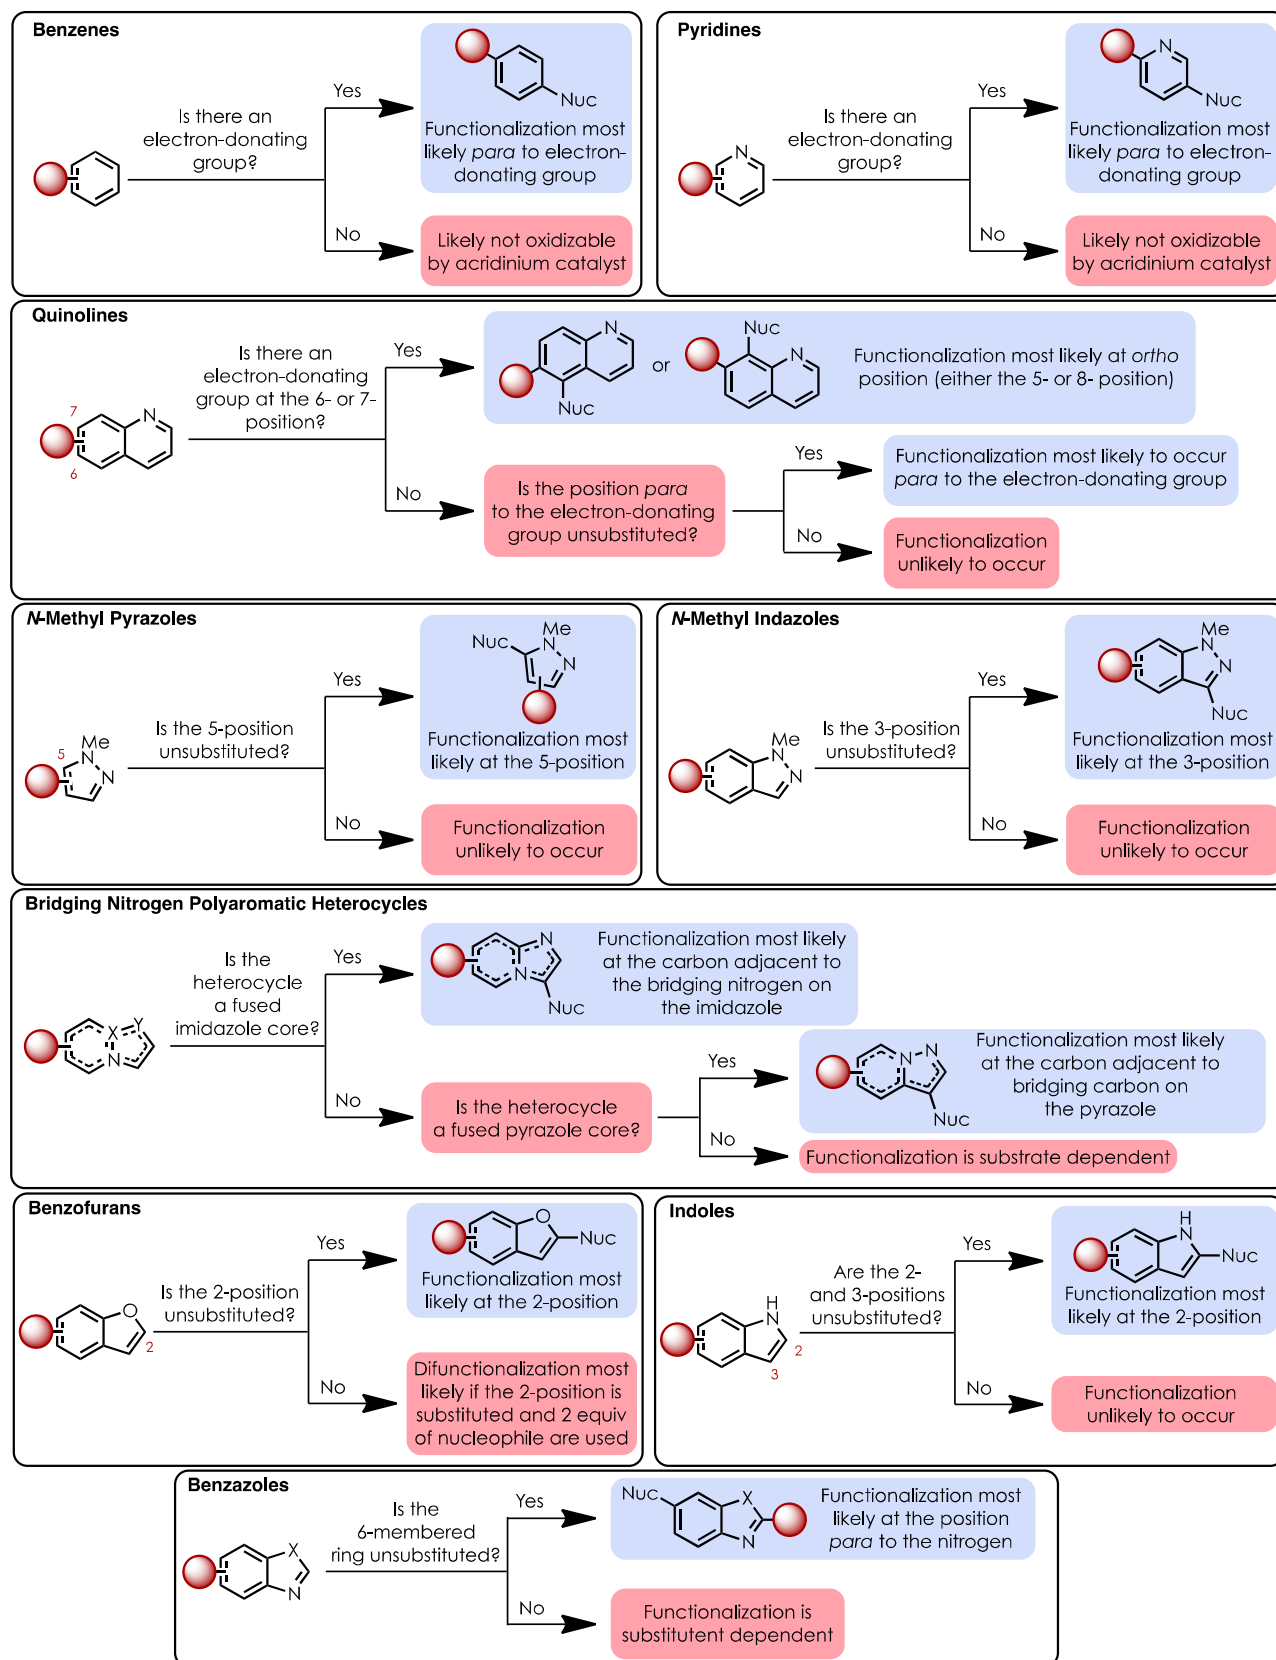 Benzenes
Is there an
electron-donating
group?
Yes
Nuc
Functionalization most
likely para to electron-
donating group
No
Likely not oxidizable
by acridinium catalyst
Pyridines
N
Is there an
electron-donating
group?
Yes
N
Nuc
Functionalization most
likely para to electron-
donating group
No
Likely not oxidizable
by acridinium catalyst
Quinolines
7
6
N
Is there an
electron-donating
group at the 6- or 7-
position?
Yes
N
Nuc
or
Nuc
N
Functionalization most likely at ortho
position (either the 5- or 8- position)
No
Is the position para
to the electron-donating
group unsubstituted?
Yes
Functionalization most likely to occur
para to the electron-donating group
No
Functionalization
unlikely to occur
N-Methyl Pyrazoles
5
Me
N
N
Is the 5-position
unsubstituted?
Yes
Me
Nuc
N
N
Functionalization most
likely at the 5-position
No
Functionalization
unlikely to occur
N-Methyl Indazoles
Me
N
N
Is the 3-position
unsubstituted?
Yes
Me
N
N
Nuc
Functionalization most
likely at the 3-position
No
Functionalization
unlikely to occur
Bridging Nitrogen Polyaromatic Heterocycles
X
Y
N
Is the
heterocycle
a fused
imidazole core?
Yes
N
N
Nuc
Functionalization most likely
at the carbon adjacent to
the bridging nitrogen on
the imidazole
No
Is the heterocycle
a fused pyrazole core?
Yes
N
N
Nuc
Functionalization most likely
at the carbon adjacent to
bridging carbon on
the pyrazole
No
Functionalization is substrate dependent
Benzofurans
O
2
Is the 2-position
unsubstituted?
Yes
O
Nuc
Functionalization most
likely at the 2-position
No
Difunctionalization most
likely if the 2-position is
substituted and 2 equiv
of nucleophile are used
Indoles
H
N
2
3
Are the 2-
and 3-positions
unsubstituted?
Yes
H
N
Nuc
Functionalization most
likely at the 2-position
No
Functionalization
unlikely to occur
Benzazoles
X
N
Is the
6-membered
ring unsubstituted?
Yes
Nuc
X
N
Functionalization most
likely at the position
para to the nitrogen
No
Functionalization is
substitutent dependent